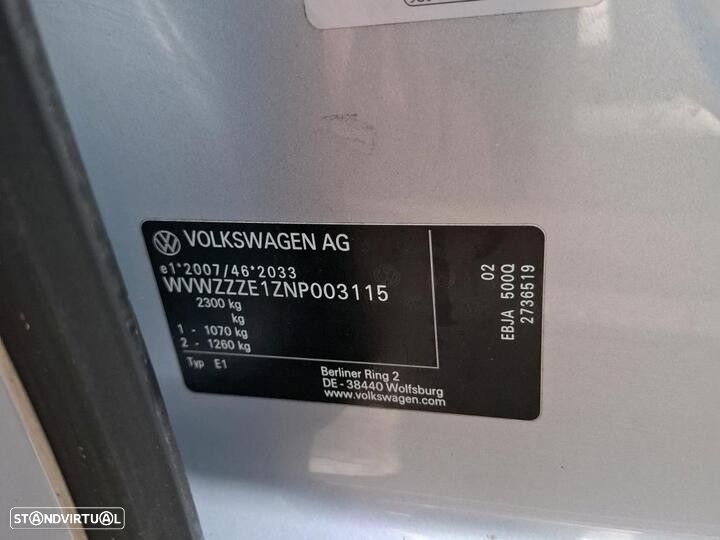 VOLKSWAGEN AG
e1*2007/46*2033
WVWZZZE1ZNP003115
2300 kg
kg
1 - 1070 kg
2 - 1260 kg
Typ E1
Berliner Ring 2
DE - 38440 Wolfsburg
www.volkswagen.com
02
EBJA 500Q
2736519
STANDVIRTUAL